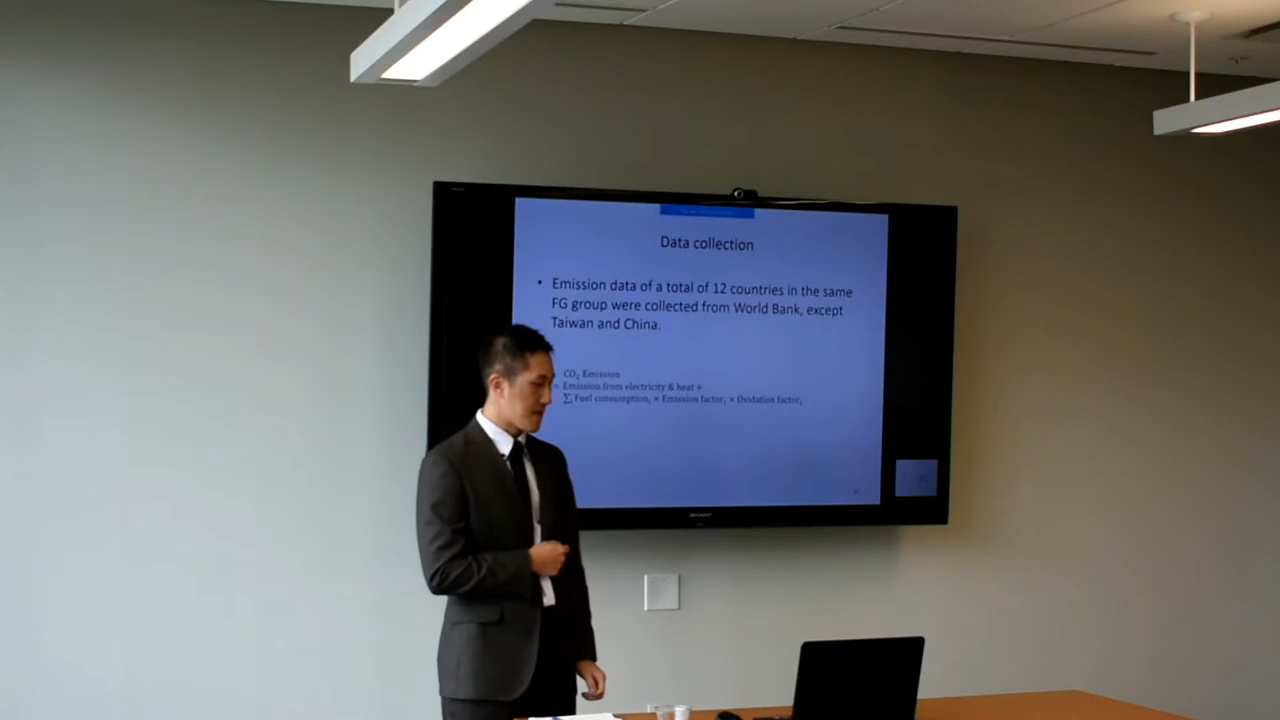 Data collection
• Emission data of a total of 12 countries in the same
FG group were collected from World Bank, except
Taiwan and China.
CO₂ Emission
= Emission from electricity & heat +
∑ᵢ Fuel consumptionᵢ × Emission factorᵢ × Oxidation factorᵢ
SHARP